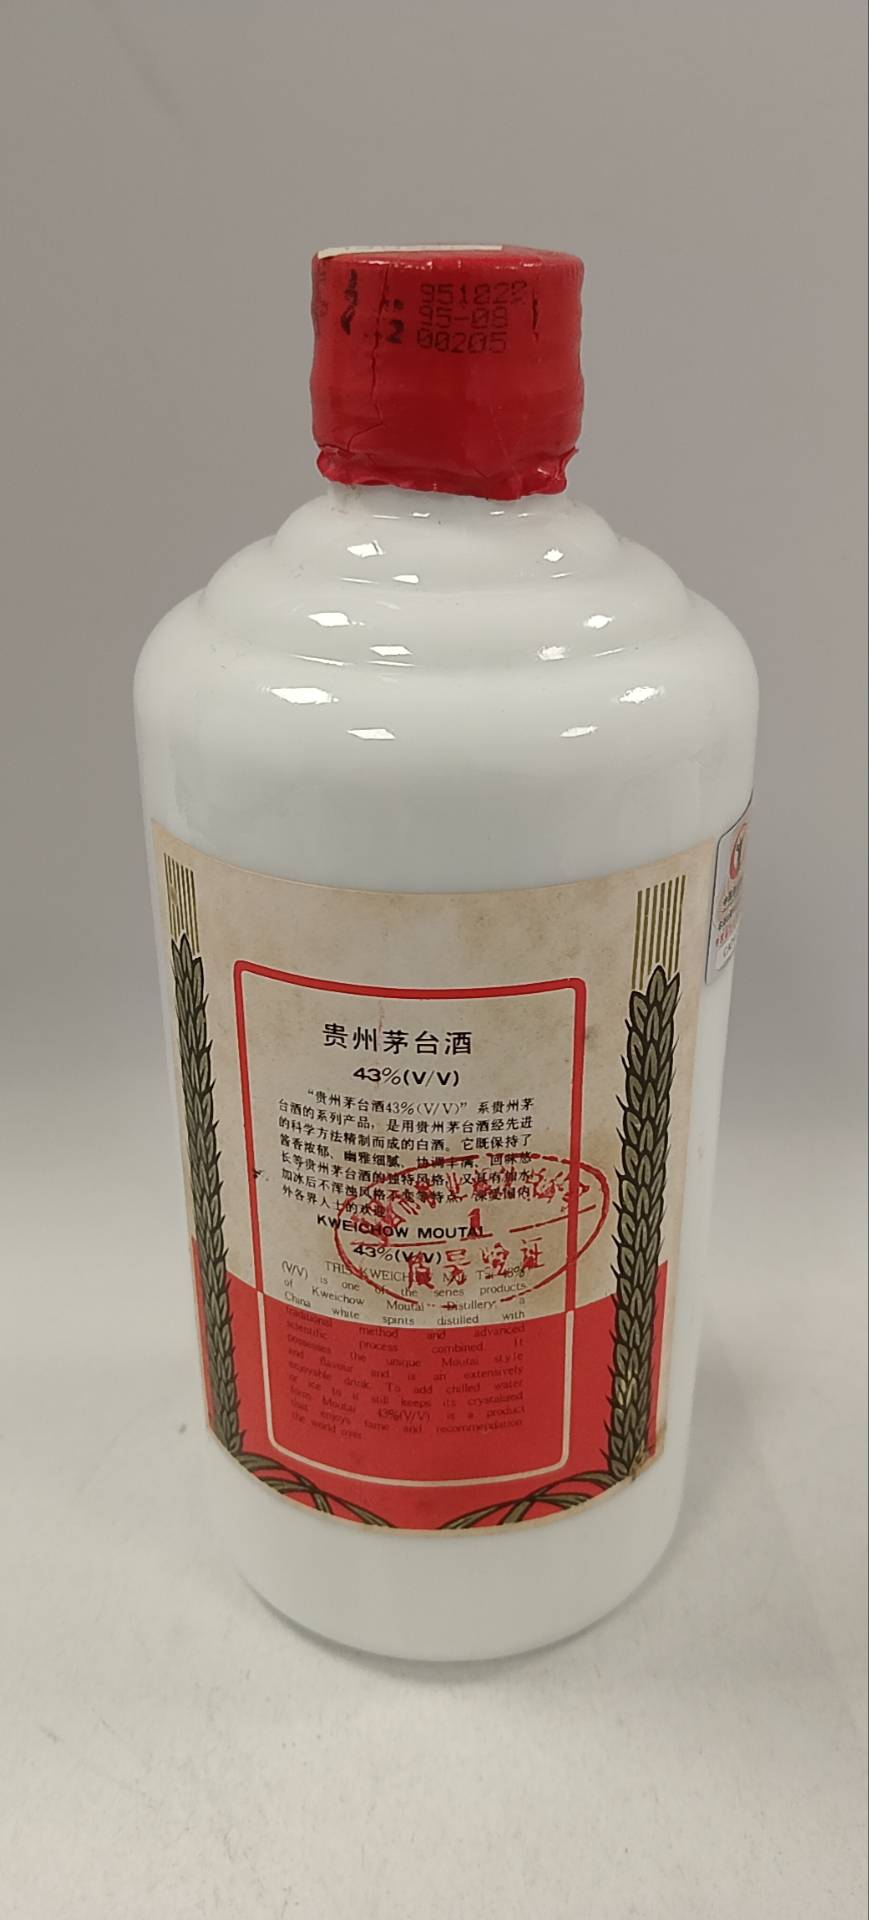 951029
95-08
00205
贵州茅台酒
43%(V/V)
“贵州茅台酒43%(V/V)”系贵州茅
台酒的系列产品,是用贵州茅台酒经先进
的科学方法精制而成的白酒。它既保持了
酱香浓郁、幽雅细腻、协调丰满、回味悠
长等贵州茅台酒的独特风格,又具有加水
加冰后不浑浊风格不变等特点,深受国内
外各界人士的欢迎
KWEICHOW MOUTAI
43%(V/V)
THIS KWEICHOW MOU TAI 43%
(V/V) is one of the series products
of Kweichow Moutai Distillery, a
China white spirits distilled with
traditional method and advanced
scientific process combined. It
possesses the unique Moutai style
and flavour and is an extensively
enjoyable drink. To add chilled water
or ice to it still keeps its crystalized
form. Moutai 43%(V/V) is a product
that enjoys fame and recommendation
the world over.
1